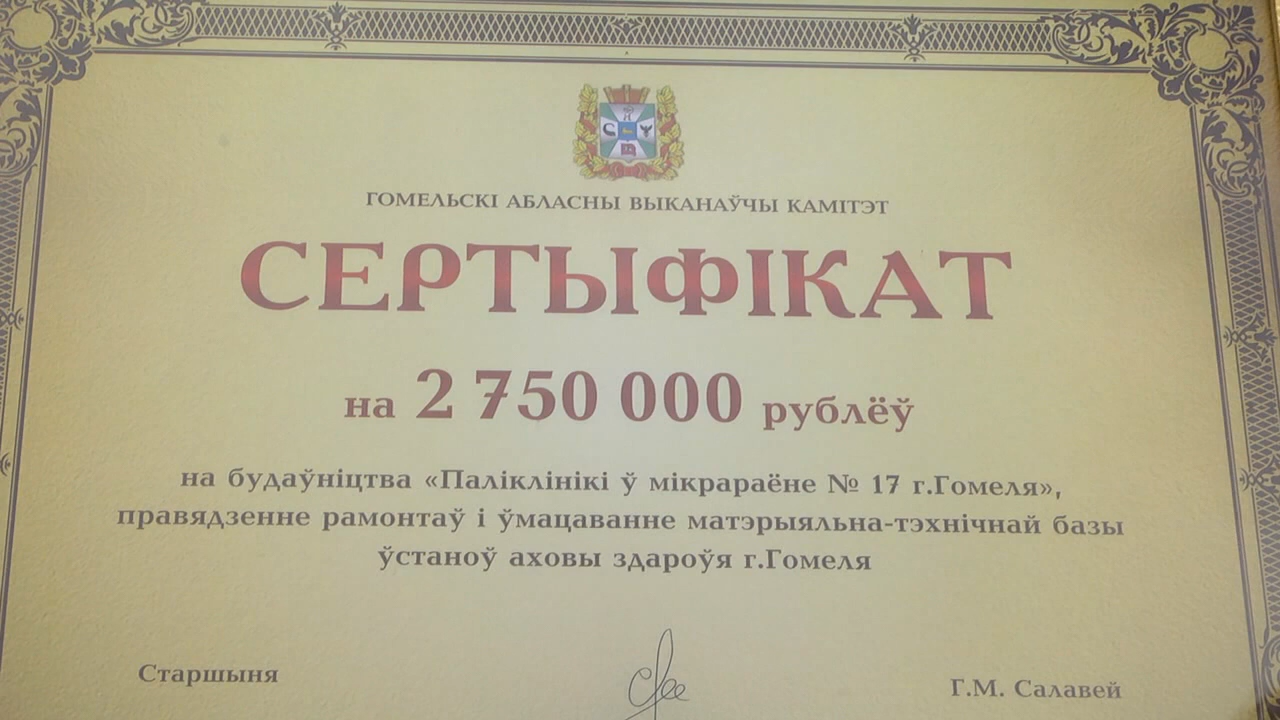 ГОМЕЛЬСКІ АБЛАСНЫ ВЫКАНАЎЧЫ КАМІТЭТ
СЕРТЫФІКАТ
на 2 750 000 рублёў
на будаўніцтва «Паліклінікі ў мікрараёне № 17 г.Гомеля»,
правядзенне рамонтаў і ўмацаванне матэрыяльна-тэхнічнай базы
ўстаноў аховы здароўя г.Гомеля
Старшыня
Г.М. Салавей